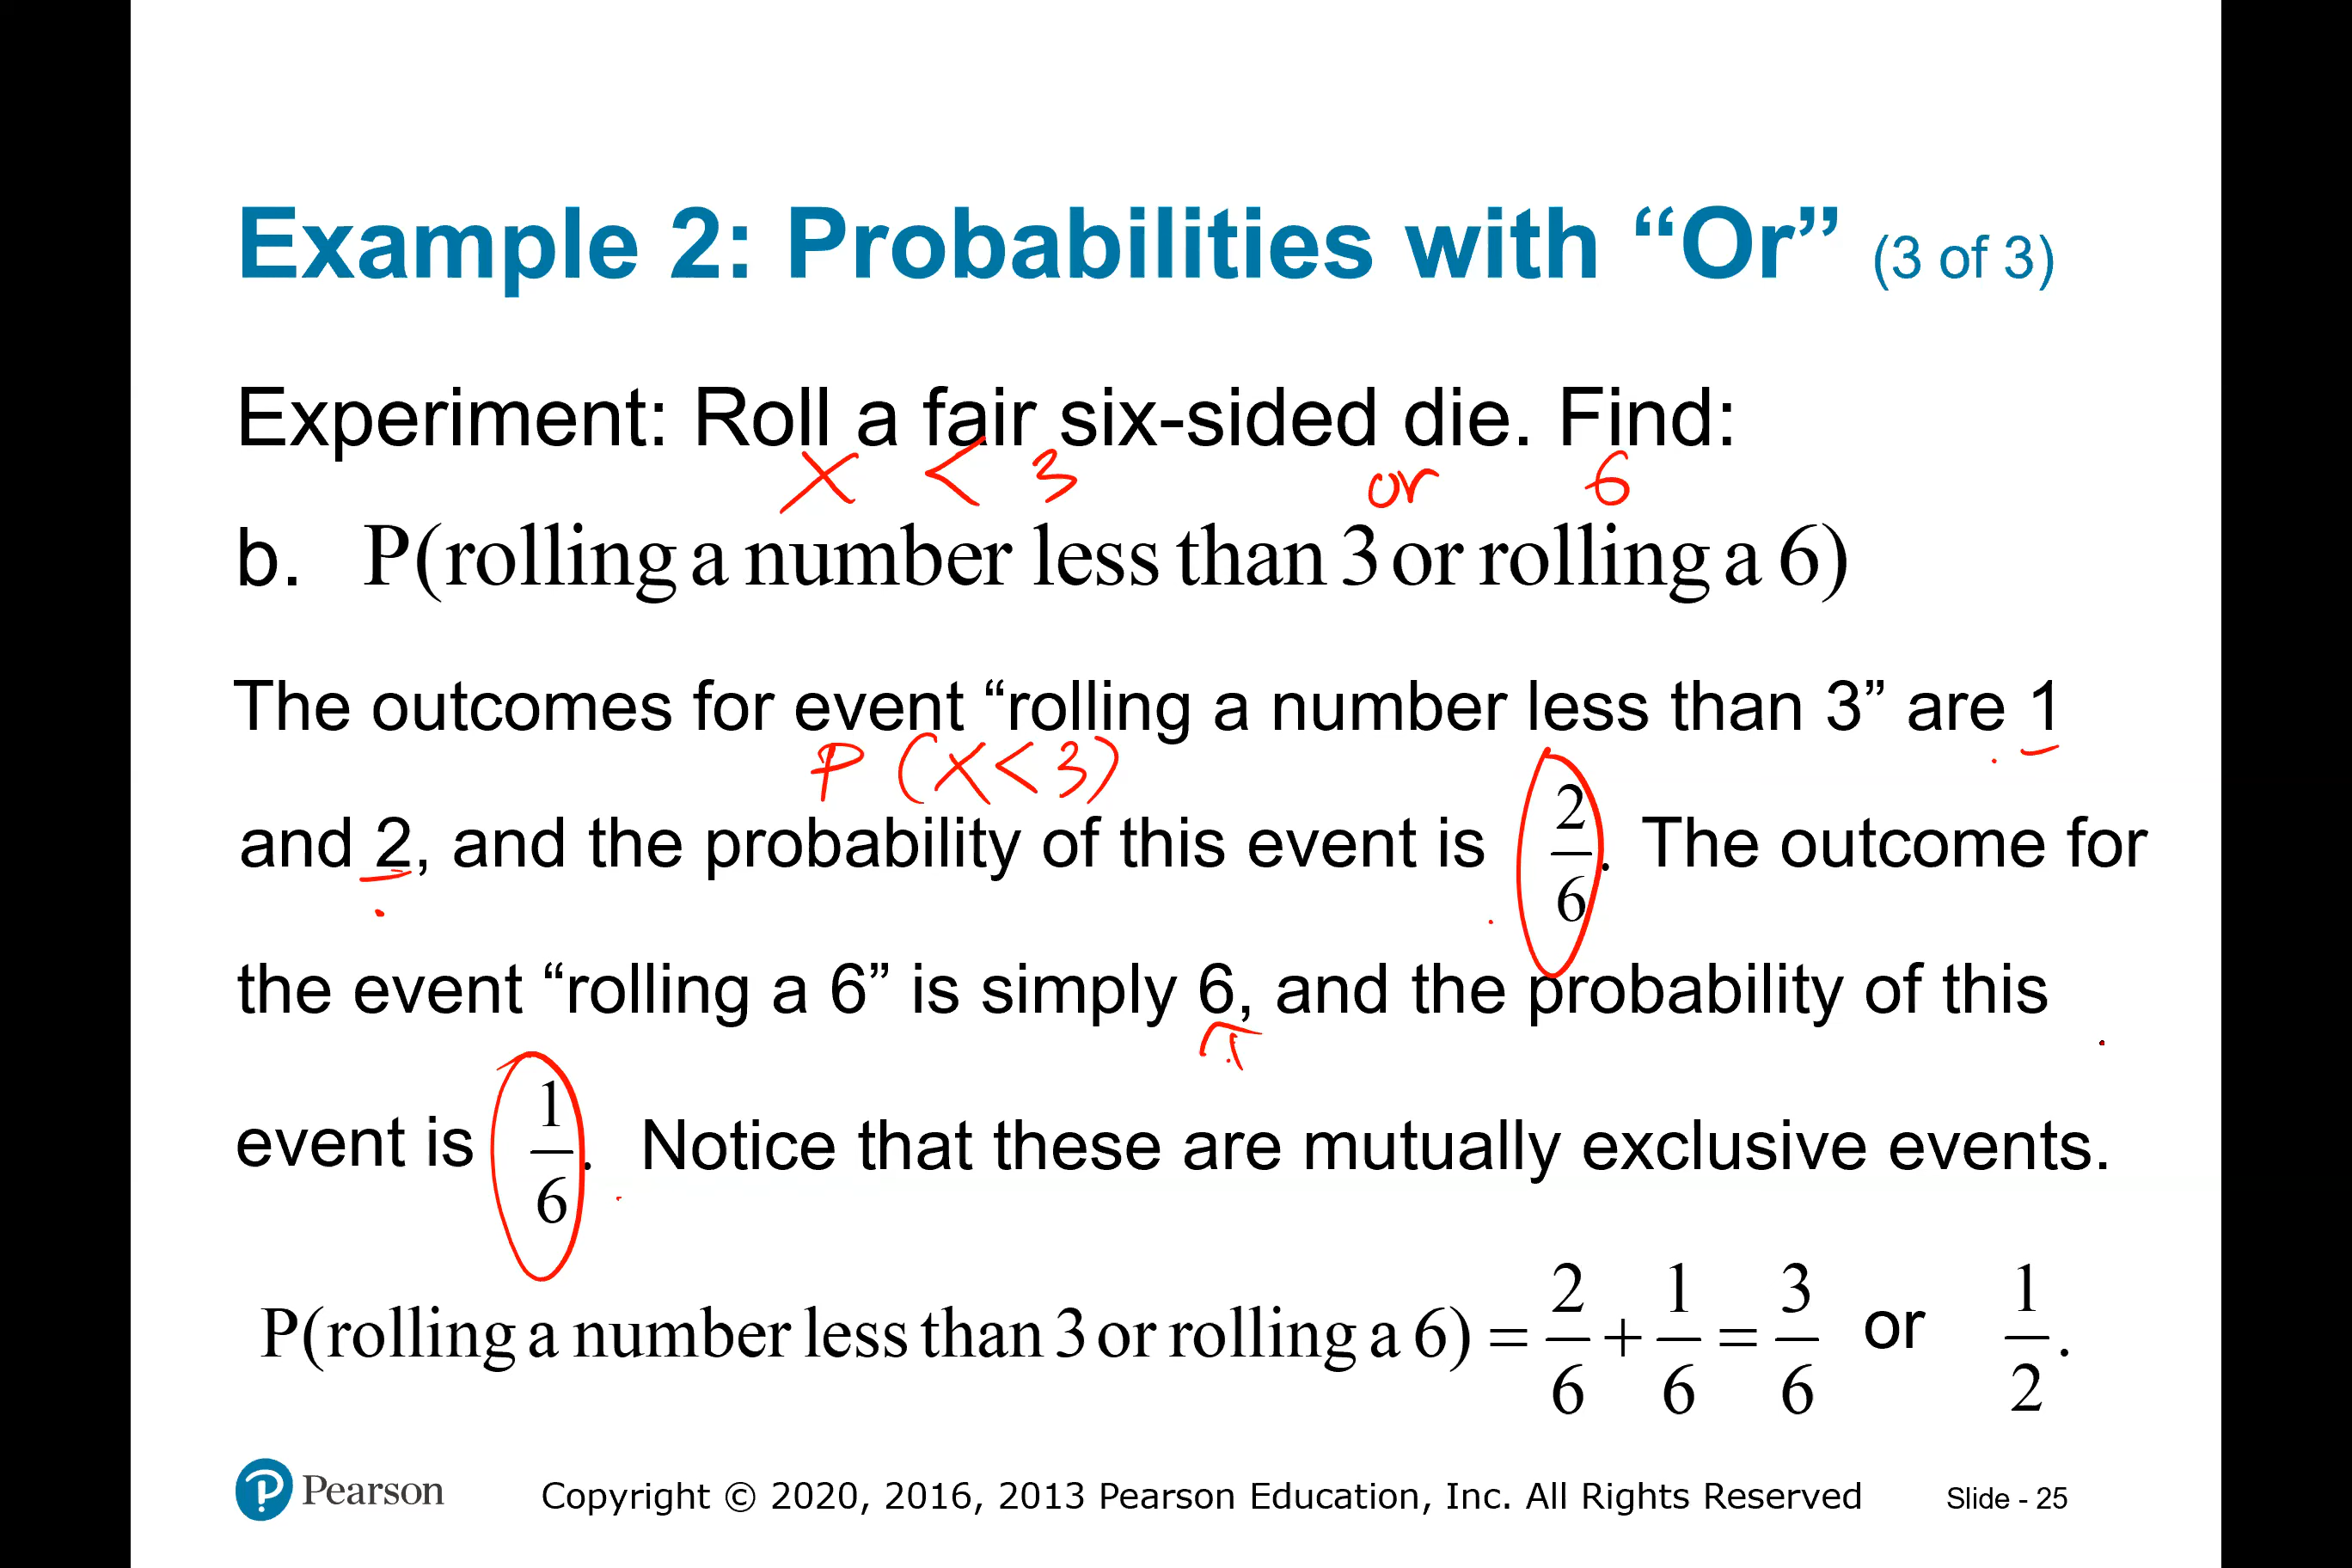 Example 2: Probabilities with “Or” (3 of 3)
Experiment: Roll a fair six-sided die. Find:
x < 3 or 6
b. P(rolling a number less than 3 or rolling a 6)
The outcomes for event “rolling a number less than 3” are 1
P (x<3)
and 2, and the probability of this event is 2/6. The outcome for
the event “rolling a 6” is simply 6, and the probability of this
event is 1/6. Notice that these are mutually exclusive events.
P(rolling a number less than 3 or rolling a 6) = 2/6 + 1/6 = 3/6 or 1/2.
Pearson Copyright © 2020, 2016, 2013 Pearson Education, Inc. All Rights Reserved Slide - 25